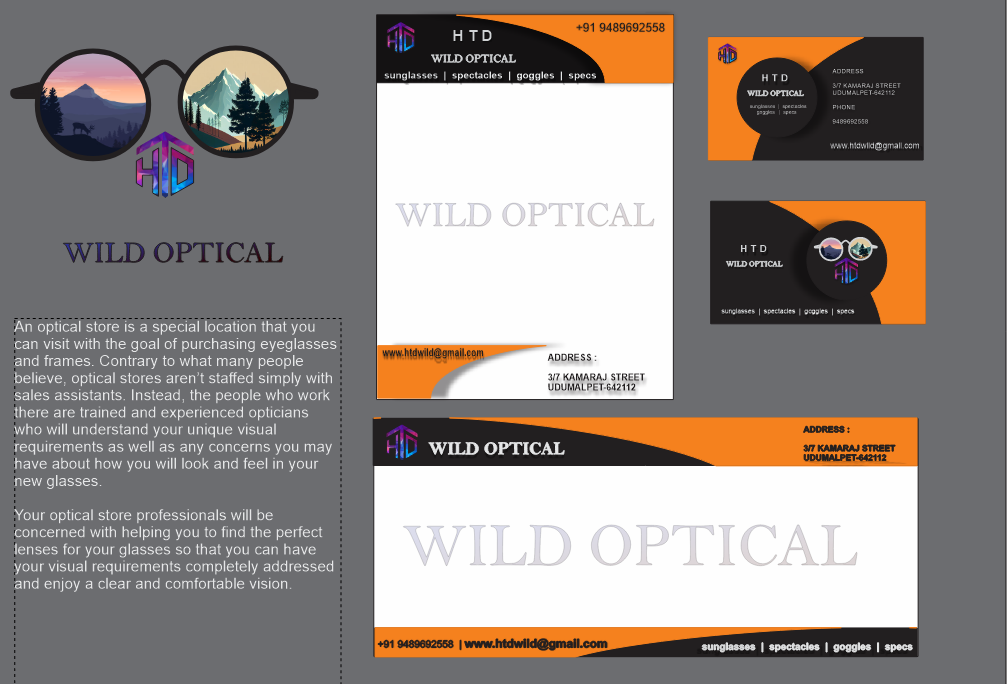 HTD
WILD OPTICAL
An optical store is a special location that you
can visit with the goal of purchasing eyeglasses
and frames. Contrary to what many people
believe, optical stores aren't staffed simply with
sales assistants. Instead, the people who work
there are trained and experienced opticians
who will understand your unique visual
requirements as well as any concerns you may
have about how you will look and feel in your
new glasses.
Your optical store professionals will be
concerned with helping you to find the perfect
lenses for your glasses so that you can have
your visual requirements completely addressed
and enjoy a clear and comfortable vision.
HTD
H T D
+91 9489692558
WILD OPTICAL
sunglasses | spectacles | goggles | specs
WILD OPTICAL
www.htdwild@gmail.com
ADDRESS :
3/7 KAMARAJ STREET
UDUMALPET-642112
HTD
WILD OPTICAL
ADDRESS :
3/7 KAMARAJ STREET
UDUMALPET-642112
WILD OPTICAL
+91 9489692558 | www.htdwild@gmail.com
sunglasses | spectacles | goggles | specs
HTD
H T D
WILD OPTICAL
sunglasses | spectacles
goggles | specs
ADDRESS
3/7 KAMARAJ STREET
UDUMALPET-642112
PHONE
9489692558
www.htdwild@gmail.com
H T D
WILD OPTICAL
HTD
sunglasses | spectacles | goggles | specs